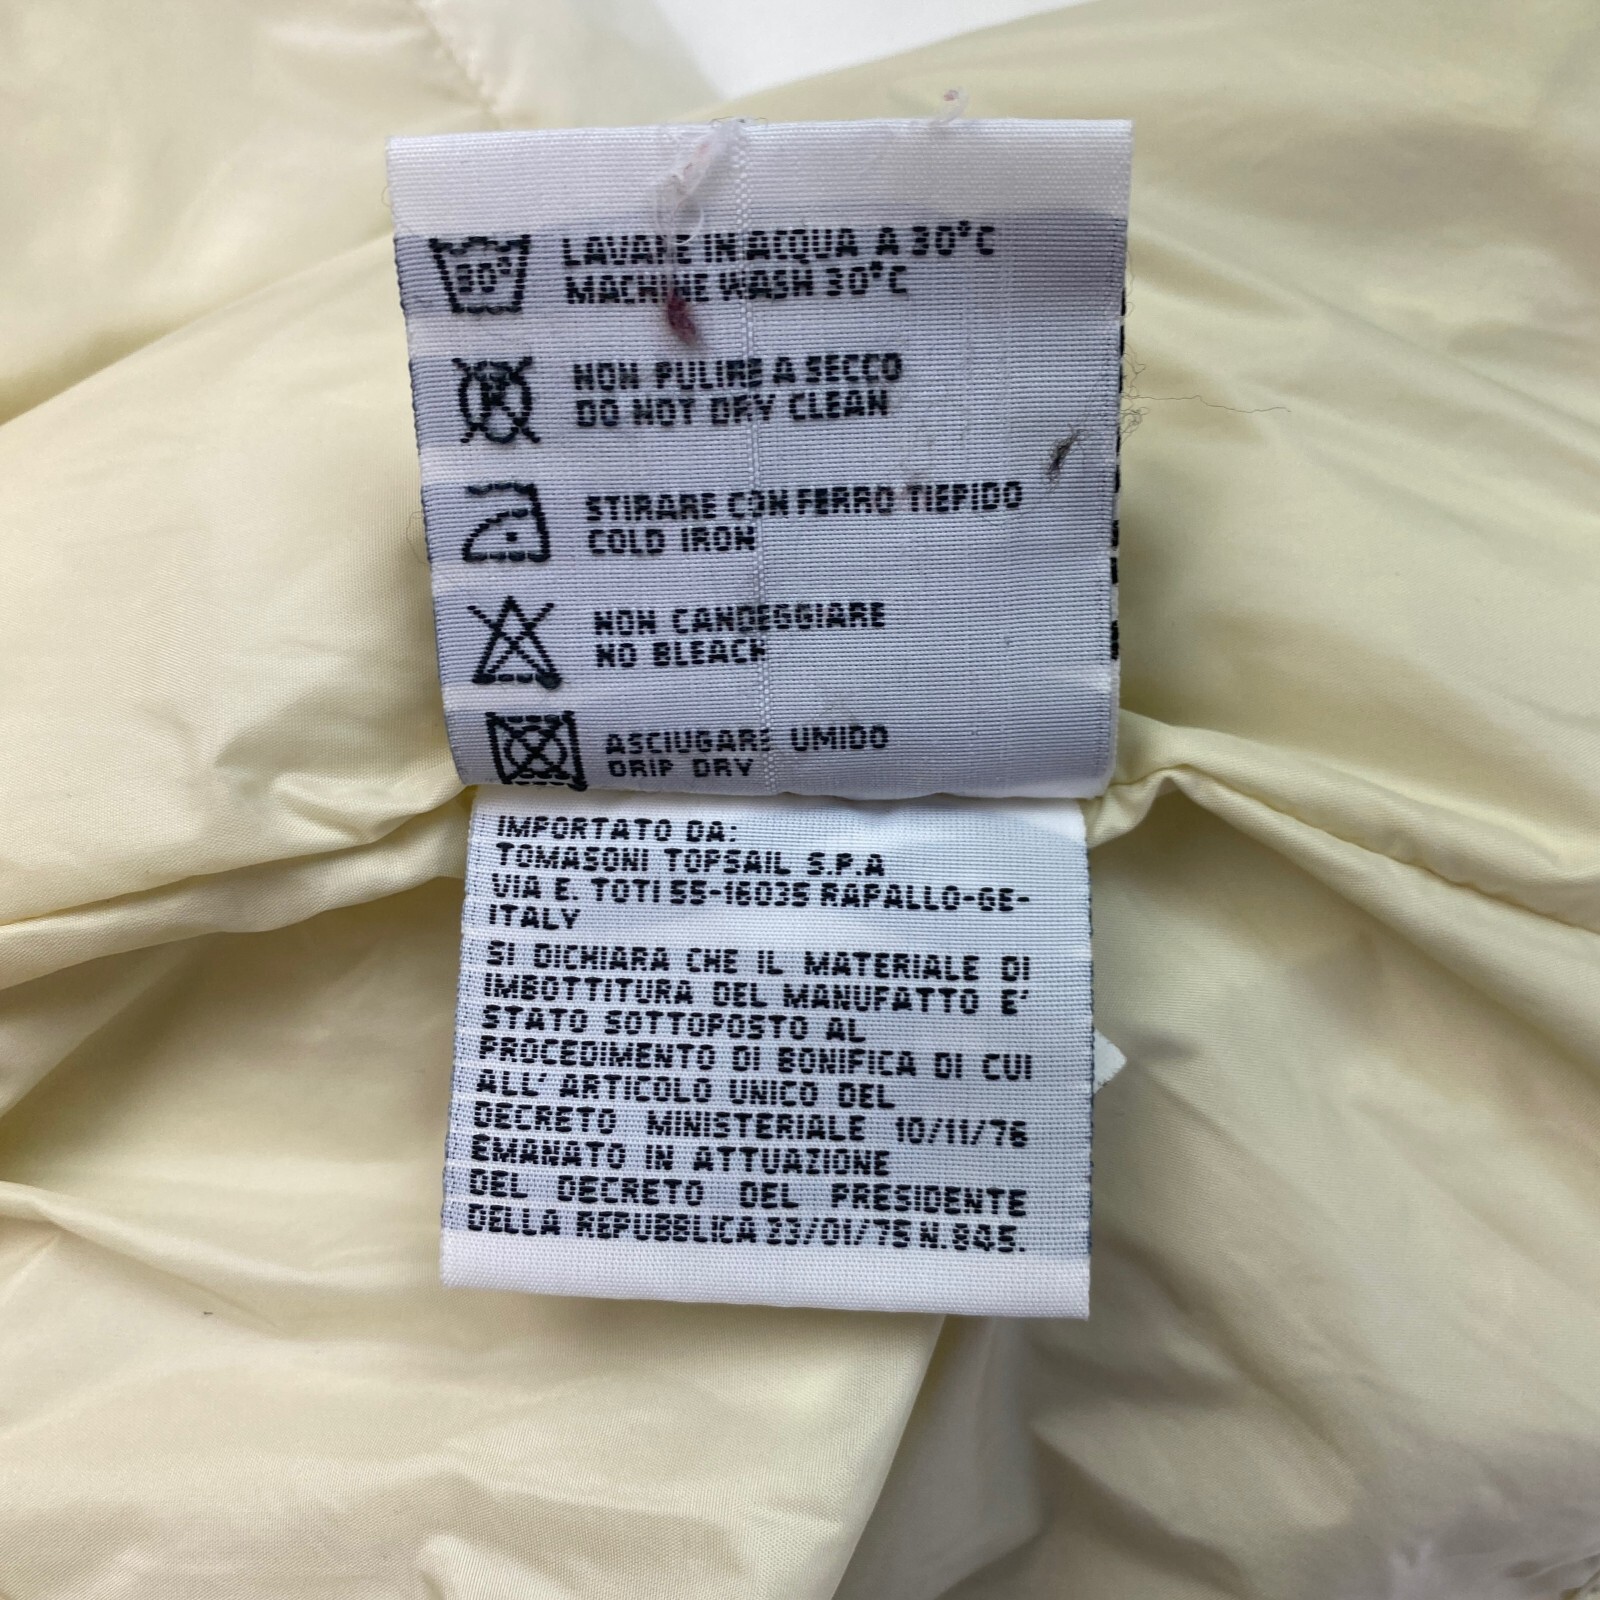 30°
LAVARE IN ACQUA A 30°C
MACHINE WASH 30°C
NON PULIRE A SECCO
DO NOT DRY CLEAN
STIRARE CON FERRO TIEPIDO
COLD IRON
NON CANDEGGIARE
NO BLEACH
ASCIUGARE UMIDO
DRIP DRY
IMPORTATO DA:
TOMASONI TOPSAIL S.P.A
VIA E. TOTI 55-16035 RAPALLO-GE-
ITALY
SI DICHIARA CHE IL MATERIALE DI
IMBOTTITURA DEL MANUFATTO E'
STATO SOTTOPOSTO AL
PROCEDIMENTO DI BONIFICA DI CUI
ALL' ARTICOLO UNICO DEL
DECRETO MINISTERIALE 10/11/76
EMANATO IN ATTUAZIONE
DEL DECRETO DEL PRESIDENTE
DELLA REPUBBLICA 23/01/75 N.845.